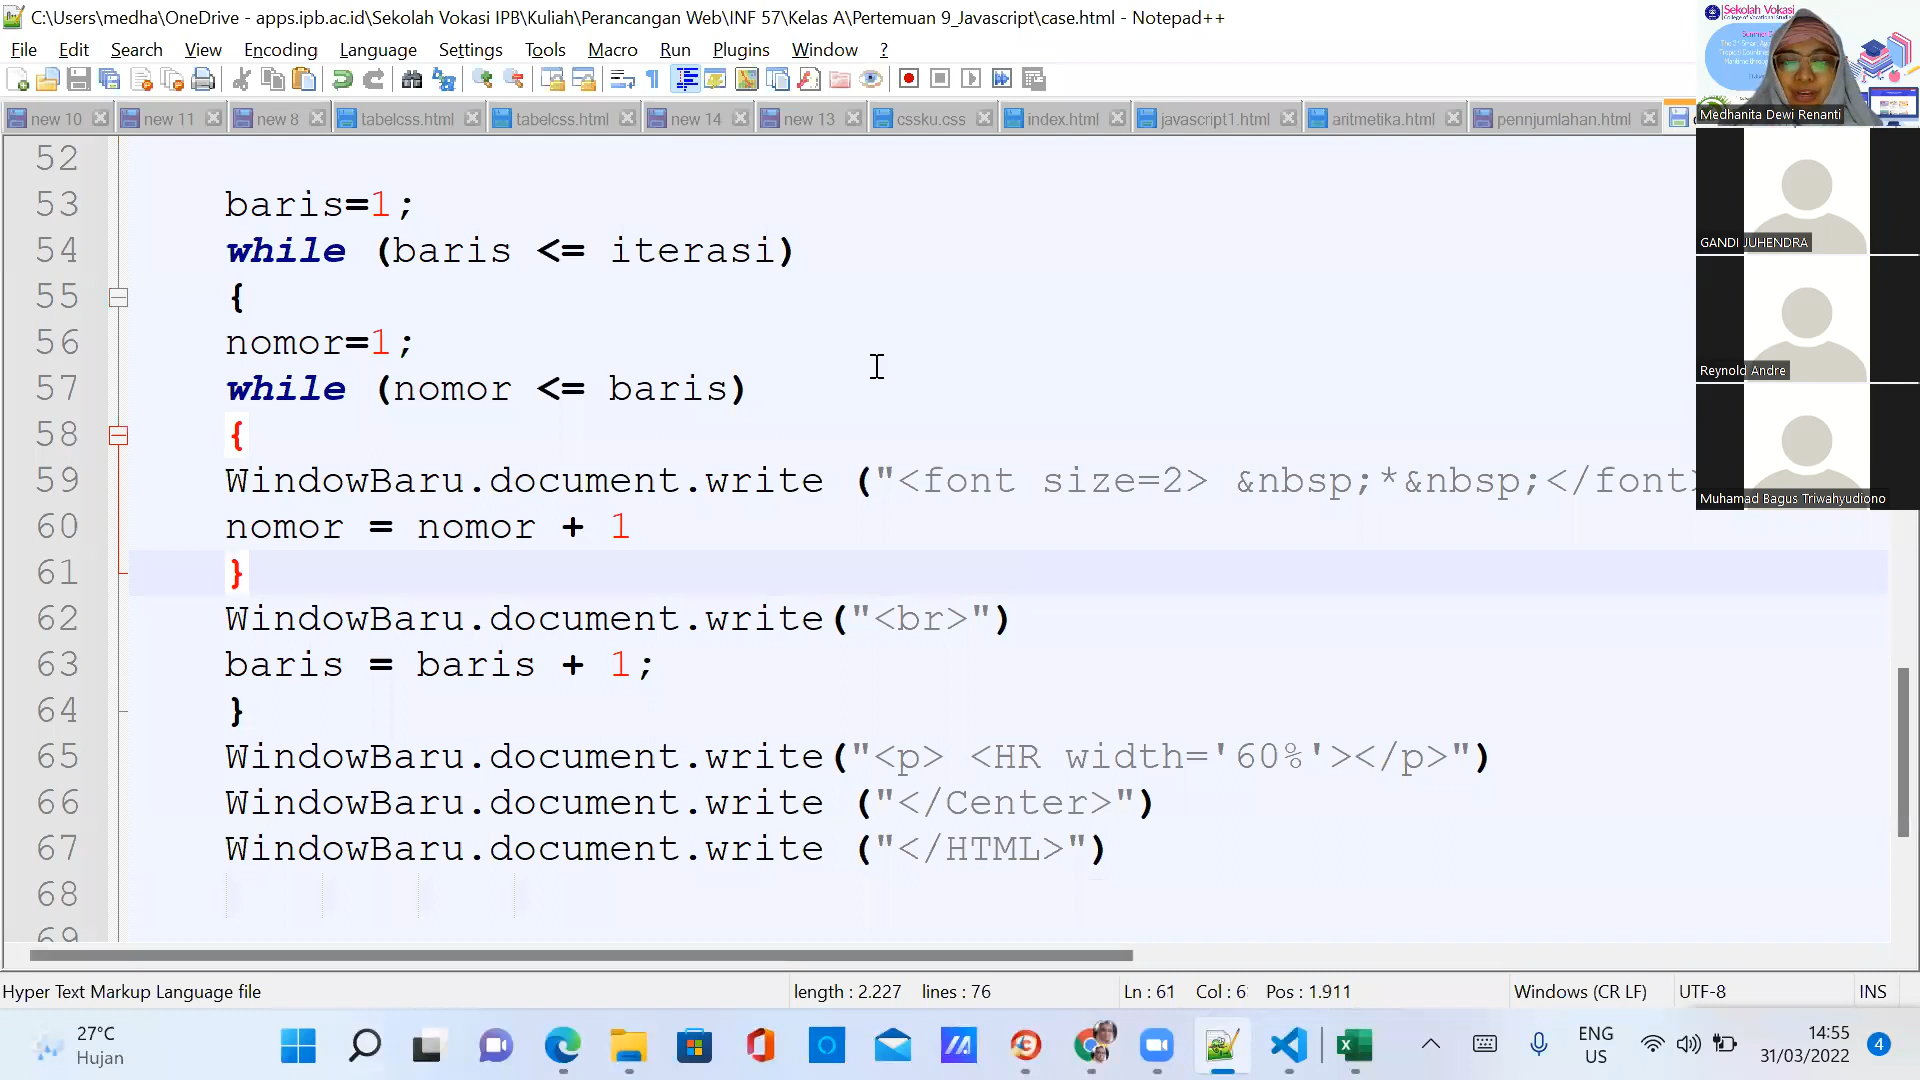 C:\Users\medha\OneDrive - apps.ipb.ac.id\Sekolah Vokasi IPB\Kuliah\Perancangan Web\INF 57\Kelas A\Pertemuan 9_Javascript\case.html - Notepad++
File Edit Search View Encoding Language Settings Tools Macro Run Plugins Window ?
new 10 new 11 new 8 tabelcss.html tabelcss.html new 14 new 13 cssku.css index.html javascript1.html aritmetika.html pennjumlahan.html
52
53 baris=1;
54 while (baris <= iterasi)
55 {
56 nomor=1;
57 while (nomor <= baris)
58 {
59 WindowBaru.document.write ("<font size=2> &nbsp;*&nbsp;</font>
60 nomor = nomor + 1
61 }
62 WindowBaru.document.write("<br>")
63 baris = baris + 1;
64 }
65 WindowBaru.document.write("<p> <HR width='60%'></p>")
66 WindowBaru.document.write ("</Center>")
67 WindowBaru.document.write ("</HTML>")
68
69
Sekolah Vokasi
Medhanita Dewi Renanti
GANDI JUHENDRA
Reynold Andre
Muhamad Bagus Triwahyudiono
Hyper Text Markup Language file length : 2.227 lines : 76 Ln : 61 Col : 6 Pos : 1.911 Windows (CR LF) UTF-8 INS
27°C
Hujan
ENG
US
14:55
31/03/2022
4